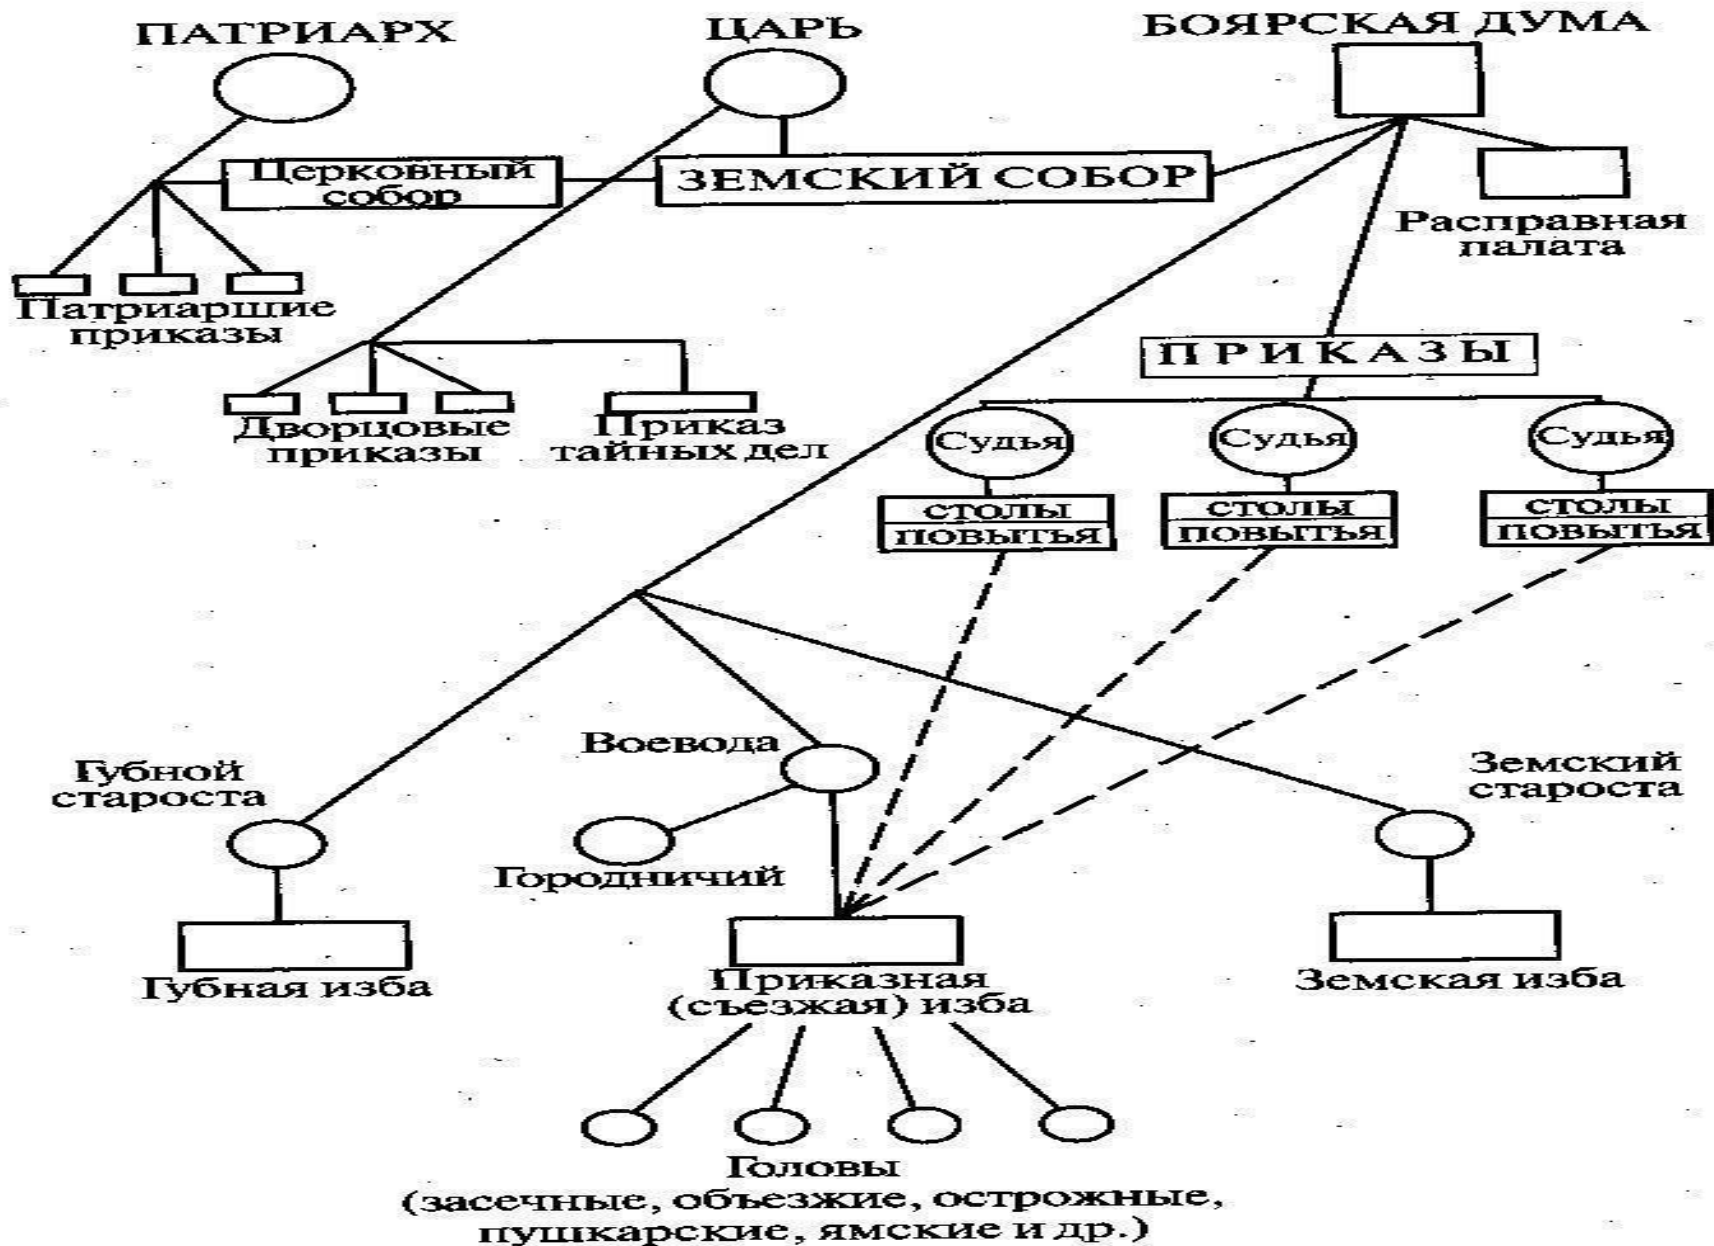 ПАТРИАРХ
ЦАРЬ
БОЯРСКАЯ ДУМА
Церковный
собор
ЗЕМСКИЙ СОБОР
Расправная
палата
Патриаршие
приказы
ПРИКАЗЫ
Дворцовые
приказы
Приказ
тайных дел
Судья
Судья
Судья
столы
повытья
столы
повытья
столы
повытья
Воевода
Губной
староста
Земский
староста
Городничий
Губная изба
Приказная
(съезжая) изба
Земская изба
Головы
(засечные, объезжие, острожные,
пушкарские, ямские и др.)